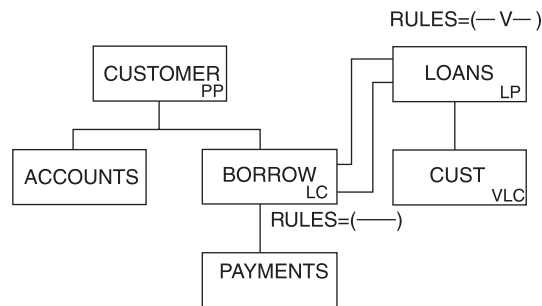 RULES=(— V— )
CUSTOMER
PP
LOANS
LP
ACCOUNTS
BORROW
LC
CUST
VLC
RULES=(——)
PAYMENTS